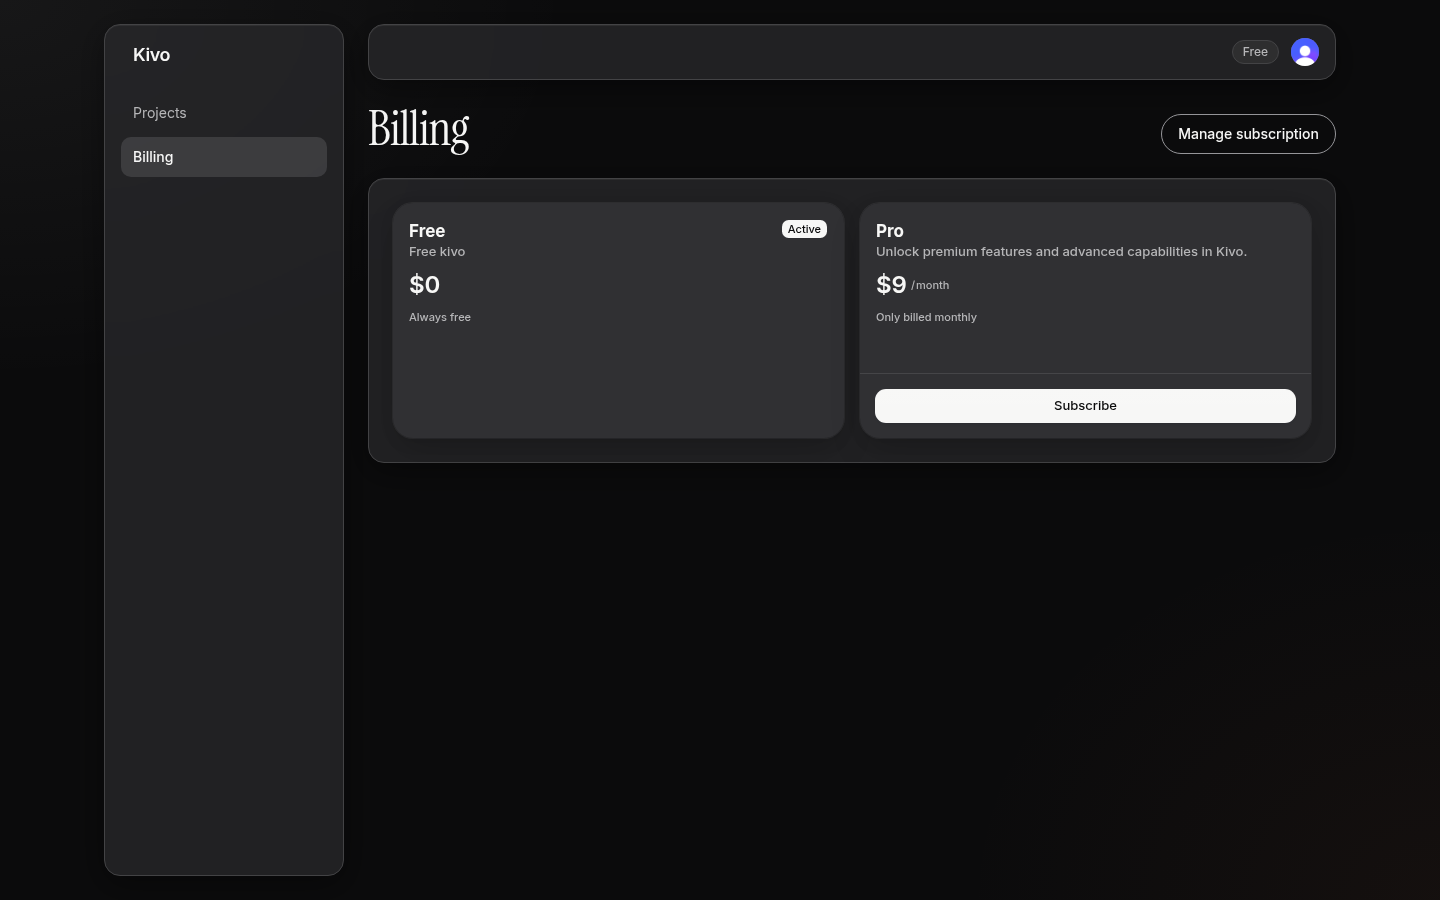 Kivo
Projects
Billing
Free
Billing
Manage subscription
Free
Active
Free kivo
$0
Always free
Pro
Unlock premium features and advanced capabilities in Kivo.
$9 /month
Only billed monthly
Subscribe